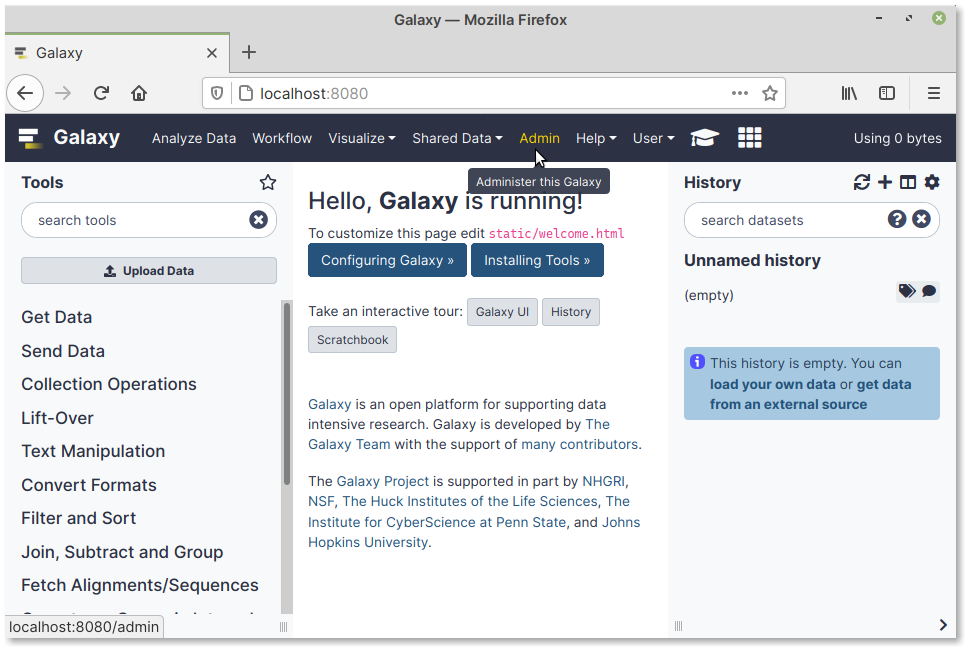 Galaxy — Mozilla Firefox
Galaxy
localhost:8080
Galaxy Analyze Data Workflow Visualize Shared Data Admin Help User Using 0 bytes
Administer this Galaxy
Tools
search tools
Upload Data
Get Data
Send Data
Collection Operations
Lift-Over
Text Manipulation
Convert Formats
Filter and Sort
Join, Subtract and Group
Fetch Alignments/Sequences
localhost:8080/admin
Hello, Galaxy is running!
To customize this page edit static/welcome.html
Configuring Galaxy » Installing Tools »
Take an interactive tour: Galaxy UI History
Scratchbook
Galaxy is an open platform for supporting data
intensive research. Galaxy is developed by The
Galaxy Team with the support of many contributors.
The Galaxy Project is supported in part by NHGRI,
NSF, The Huck Institutes of the Life Sciences, The
Institute for CyberScience at Penn State, and Johns
Hopkins University.
History
search datasets
Unnamed history
(empty)
This history is empty. You can
load your own data or get data
from an external source